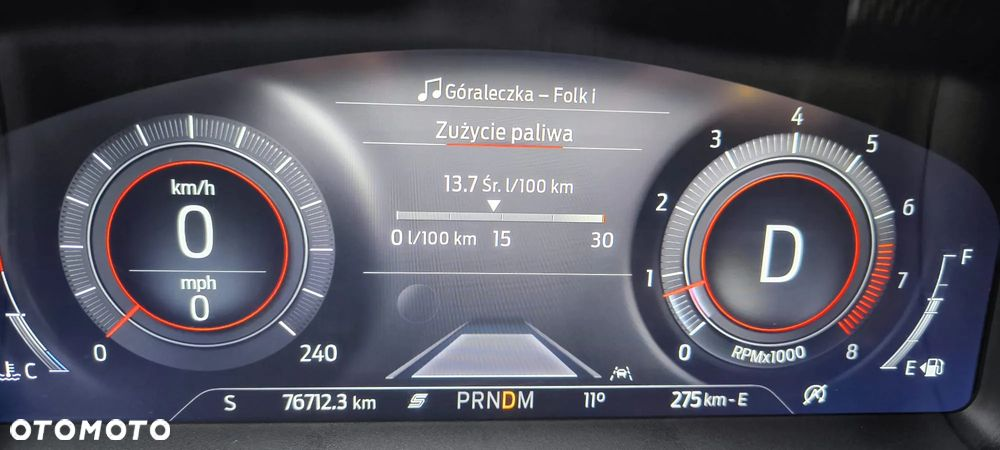 Góraleczka – Folk i
Zużycie paliwa
13.7 Śr. l/100 km
0 l/100 km 15 30
km/h
0
mph
0
0 240
0 1 2 3 4 5 6 7 8
D
RPMx1000
F
E
C
S 76712.3 km S PRNDM 11° 275 km - E
OTOMOTO